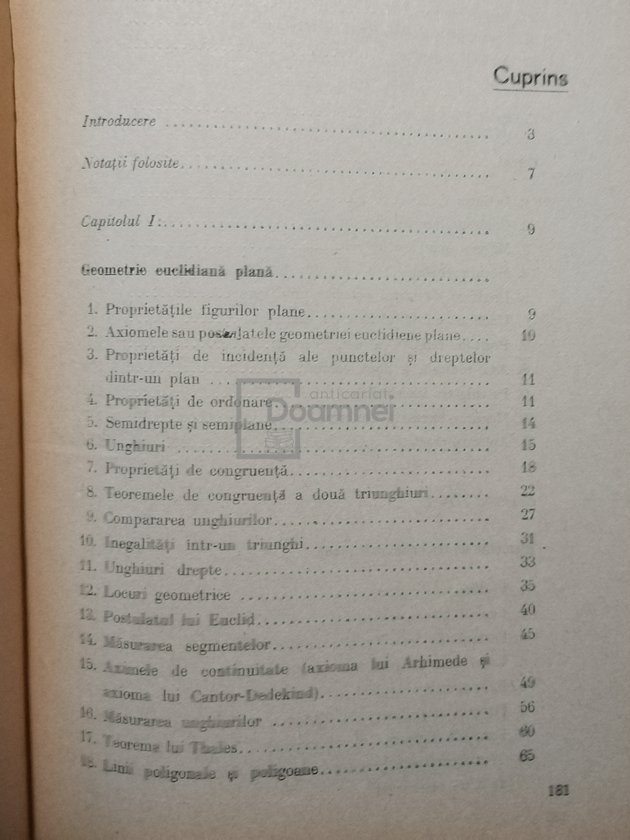 Cuprins
Introducere 3
Notații folosite 7
Capitolul I: 9
Geometrie euclidiană plană
1. Proprietățile figurilor plane 9
2. Axiomele sau postulatele geometriei euclidiene plane 10
3. Proprietăți de incidență ale punctelor și dreptelor
dintr-un plan 11
4. Proprietăți de ordonare 11
5. Semidrepte și semiplane 14
6. Unghiuri 15
7. Proprietăți de congruență 18
8. Teoremele de congruență a două triunghiuri 22
9. Compararea unghiurilor 27
10. Inegalități intr-un triunghi 31
11. Unghiuri drepte 33
12. Locuri geometrice 35
13. Postulatul lui Euclid 40
14. Măsurarea segmentelor 45
15. Axiomele de continuitate (axioma lui Arhimede și
axioma lui Cantor-Dedekind) 49
16. Măsurarea unghiurilor 56
17. Teorema lui Thales 60
18. Linii poligonale și poligoane 65
181
anticariat
Doamnei